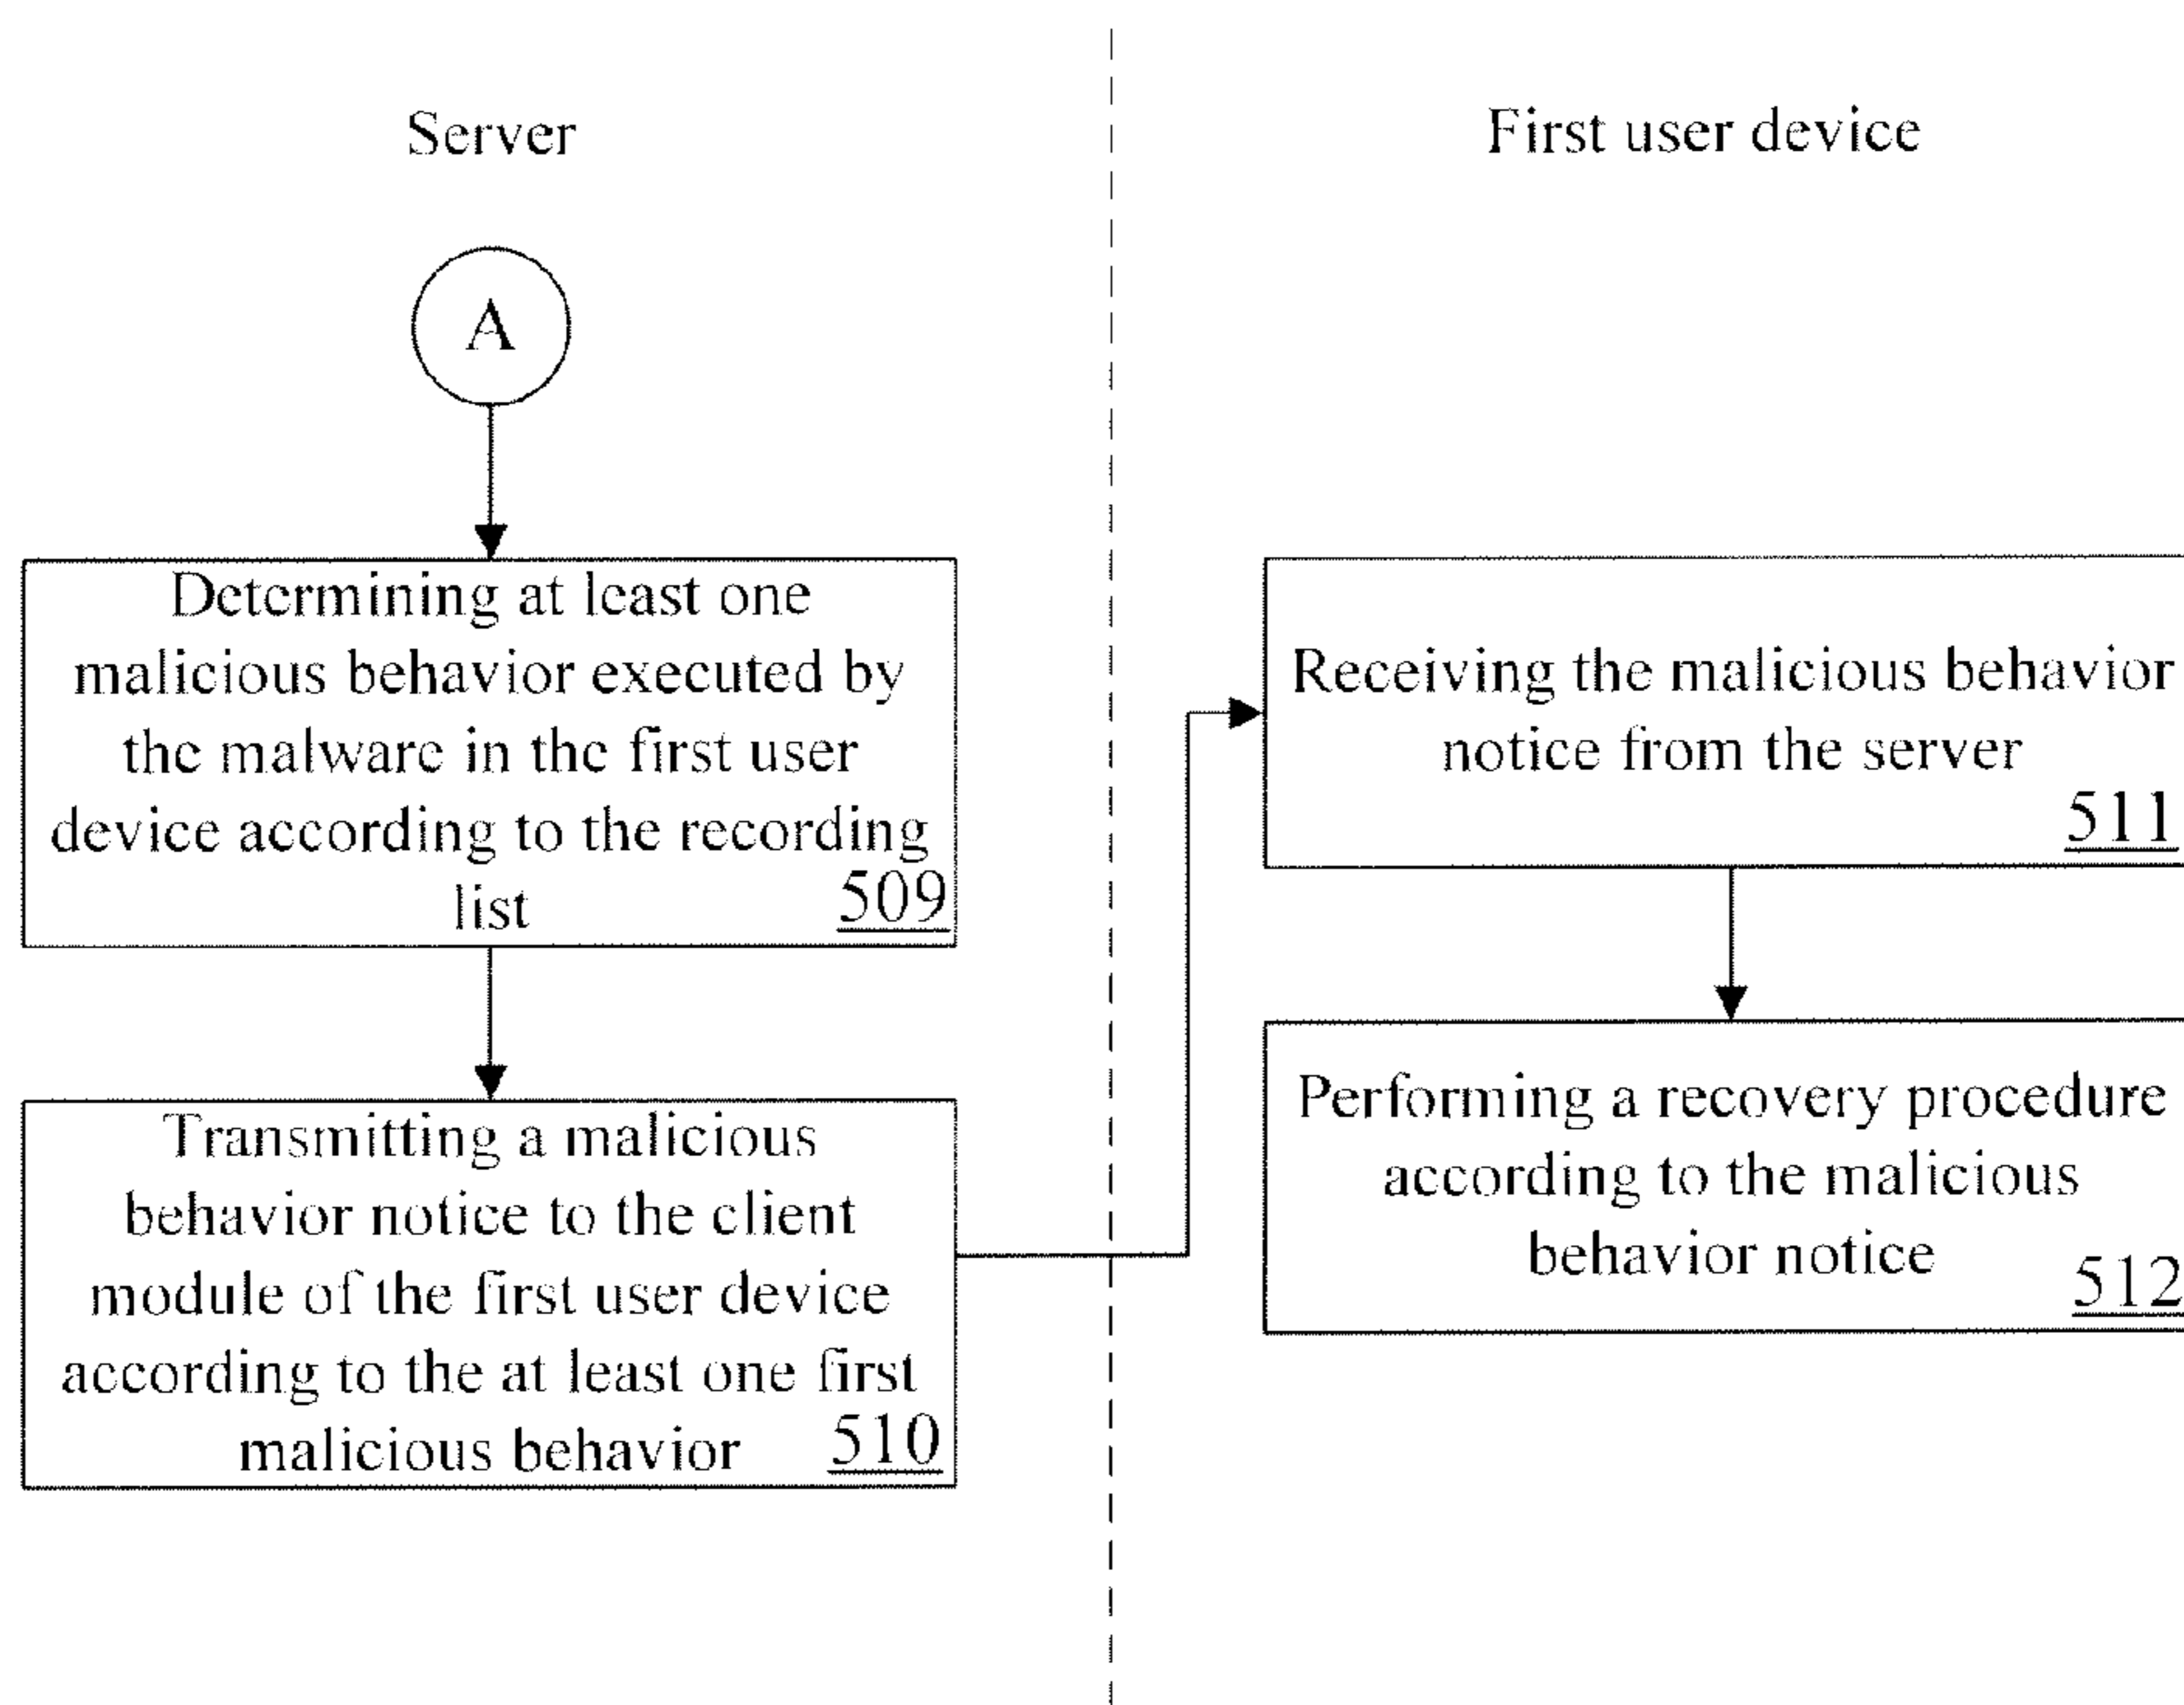 Server
First user device
A
Determining at least one
malicious behavior executed by
the malware in the first user
device according to the recording
list
509
Transmitting a malicious
behavior notice to the client
module of the first user device
according to the at least one first
malicious behavior
510
Receiving the malicious behavior
notice from the server
511
Performing a recovery procedure
according to the malicious
behavior notice
512